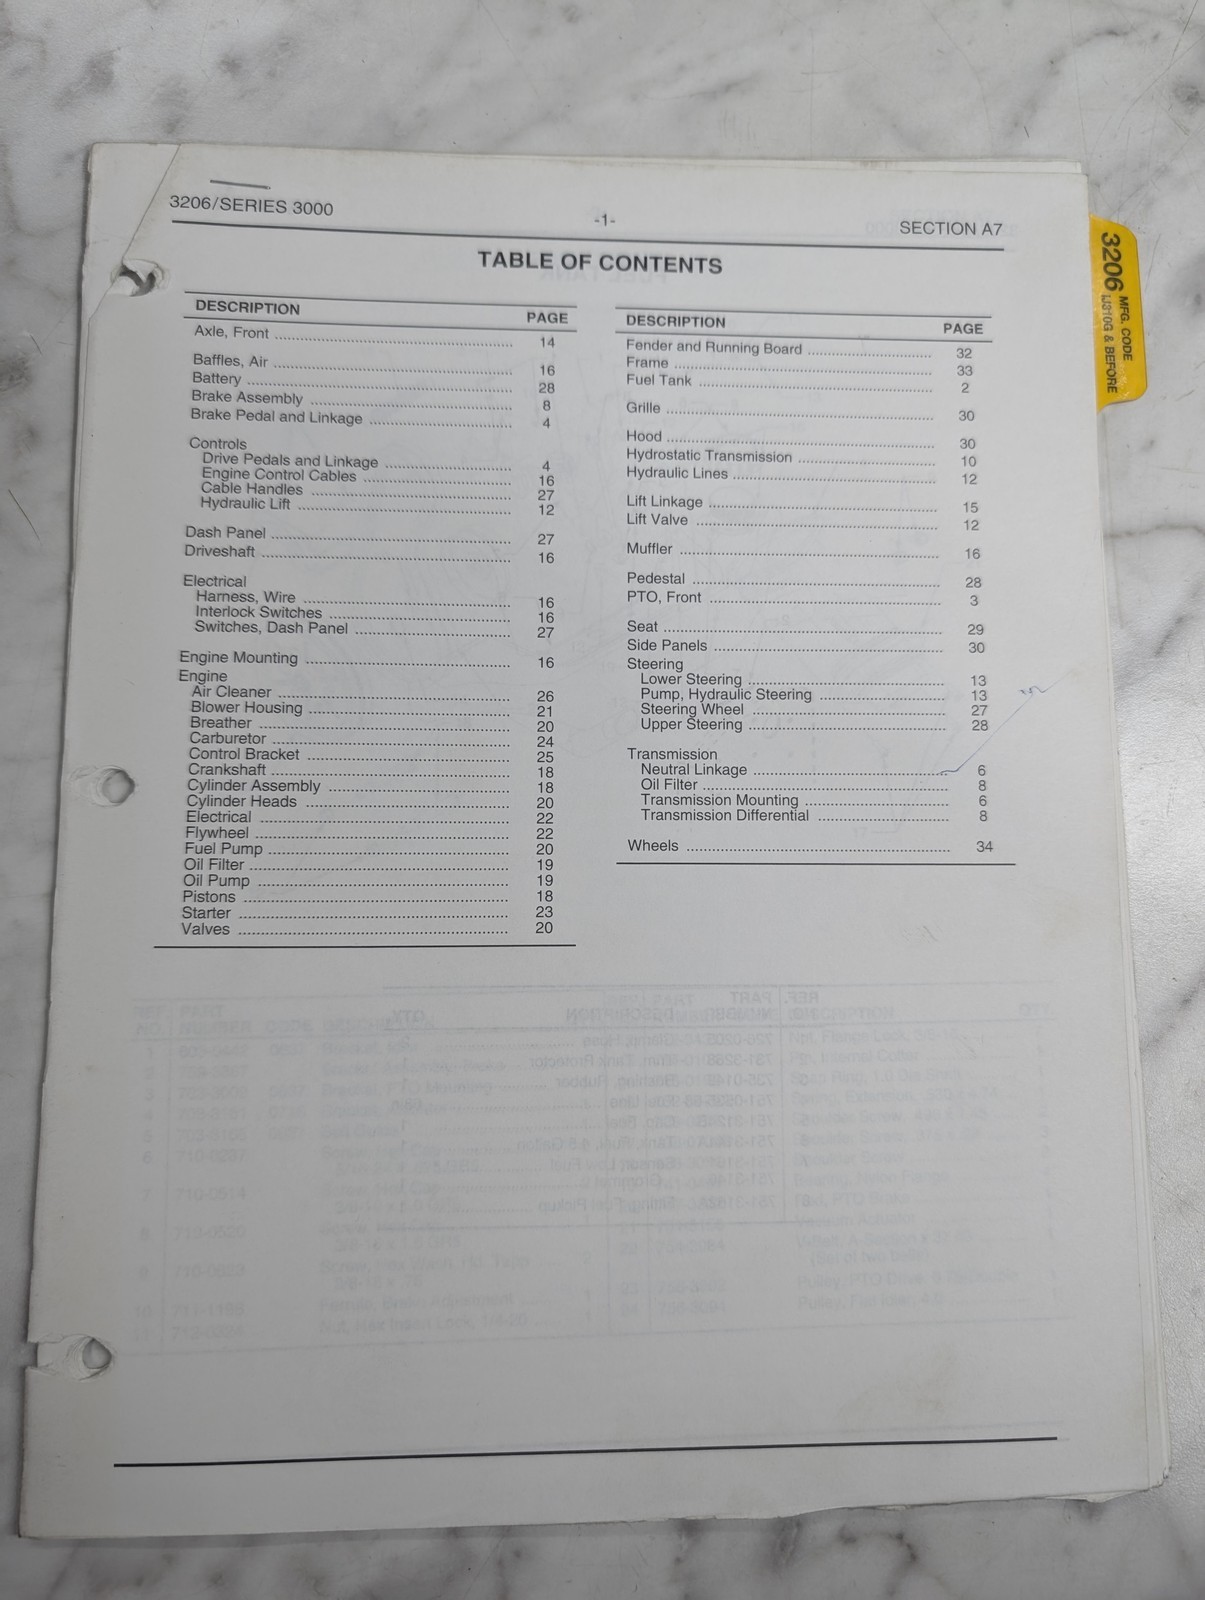 3206/SERIES 3000
-1-
SECTION A7
TABLE OF CONTENTS
DESCRIPTION PAGE
Axle, Front 14
Baffles, Air 16
Battery 28
Brake Assembly 8
Brake Pedal and Linkage 4
Controls
Drive Pedals and Linkage 4
Engine Control Cables 16
Cable Handles 27
Hydraulic Lift 12
Dash Panel 27
Driveshaft 16
Electrical
Harness, Wire 16
Interlock Switches 16
Switches, Dash Panel 27
Engine Mounting 16
Engine
Air Cleaner 26
Blower Housing 21
Breather 20
Carburetor 24
Control Bracket 25
Crankshaft 18
Cylinder Assembly 18
Cylinder Heads 20
Electrical 22
Flywheel 22
Fuel Pump 20
Oil Filter 19
Oil Pump 19
Pistons 18
Starter 23
Valves 20
DESCRIPTION PAGE
Fender and Running Board 32
Frame 33
Fuel Tank 2
Grille 30
Hood 30
Hydrostatic Transmission 10
Hydraulic Lines 12
Lift Linkage 15
Lift Valve 12
Muffler 16
Pedestal 28
PTO, Front 3
Seat 29
Side Panels 30
Steering
Lower Steering 13
Pump, Hydraulic Steering 13
Steering Wheel 27
Upper Steering 28
Transmission
Neutral Linkage 6
Oil Filter 8
Transmission Mounting 6
Transmission Differential 8
Wheels 34
3206 MFG. CODE
IJ310G & BEFORE